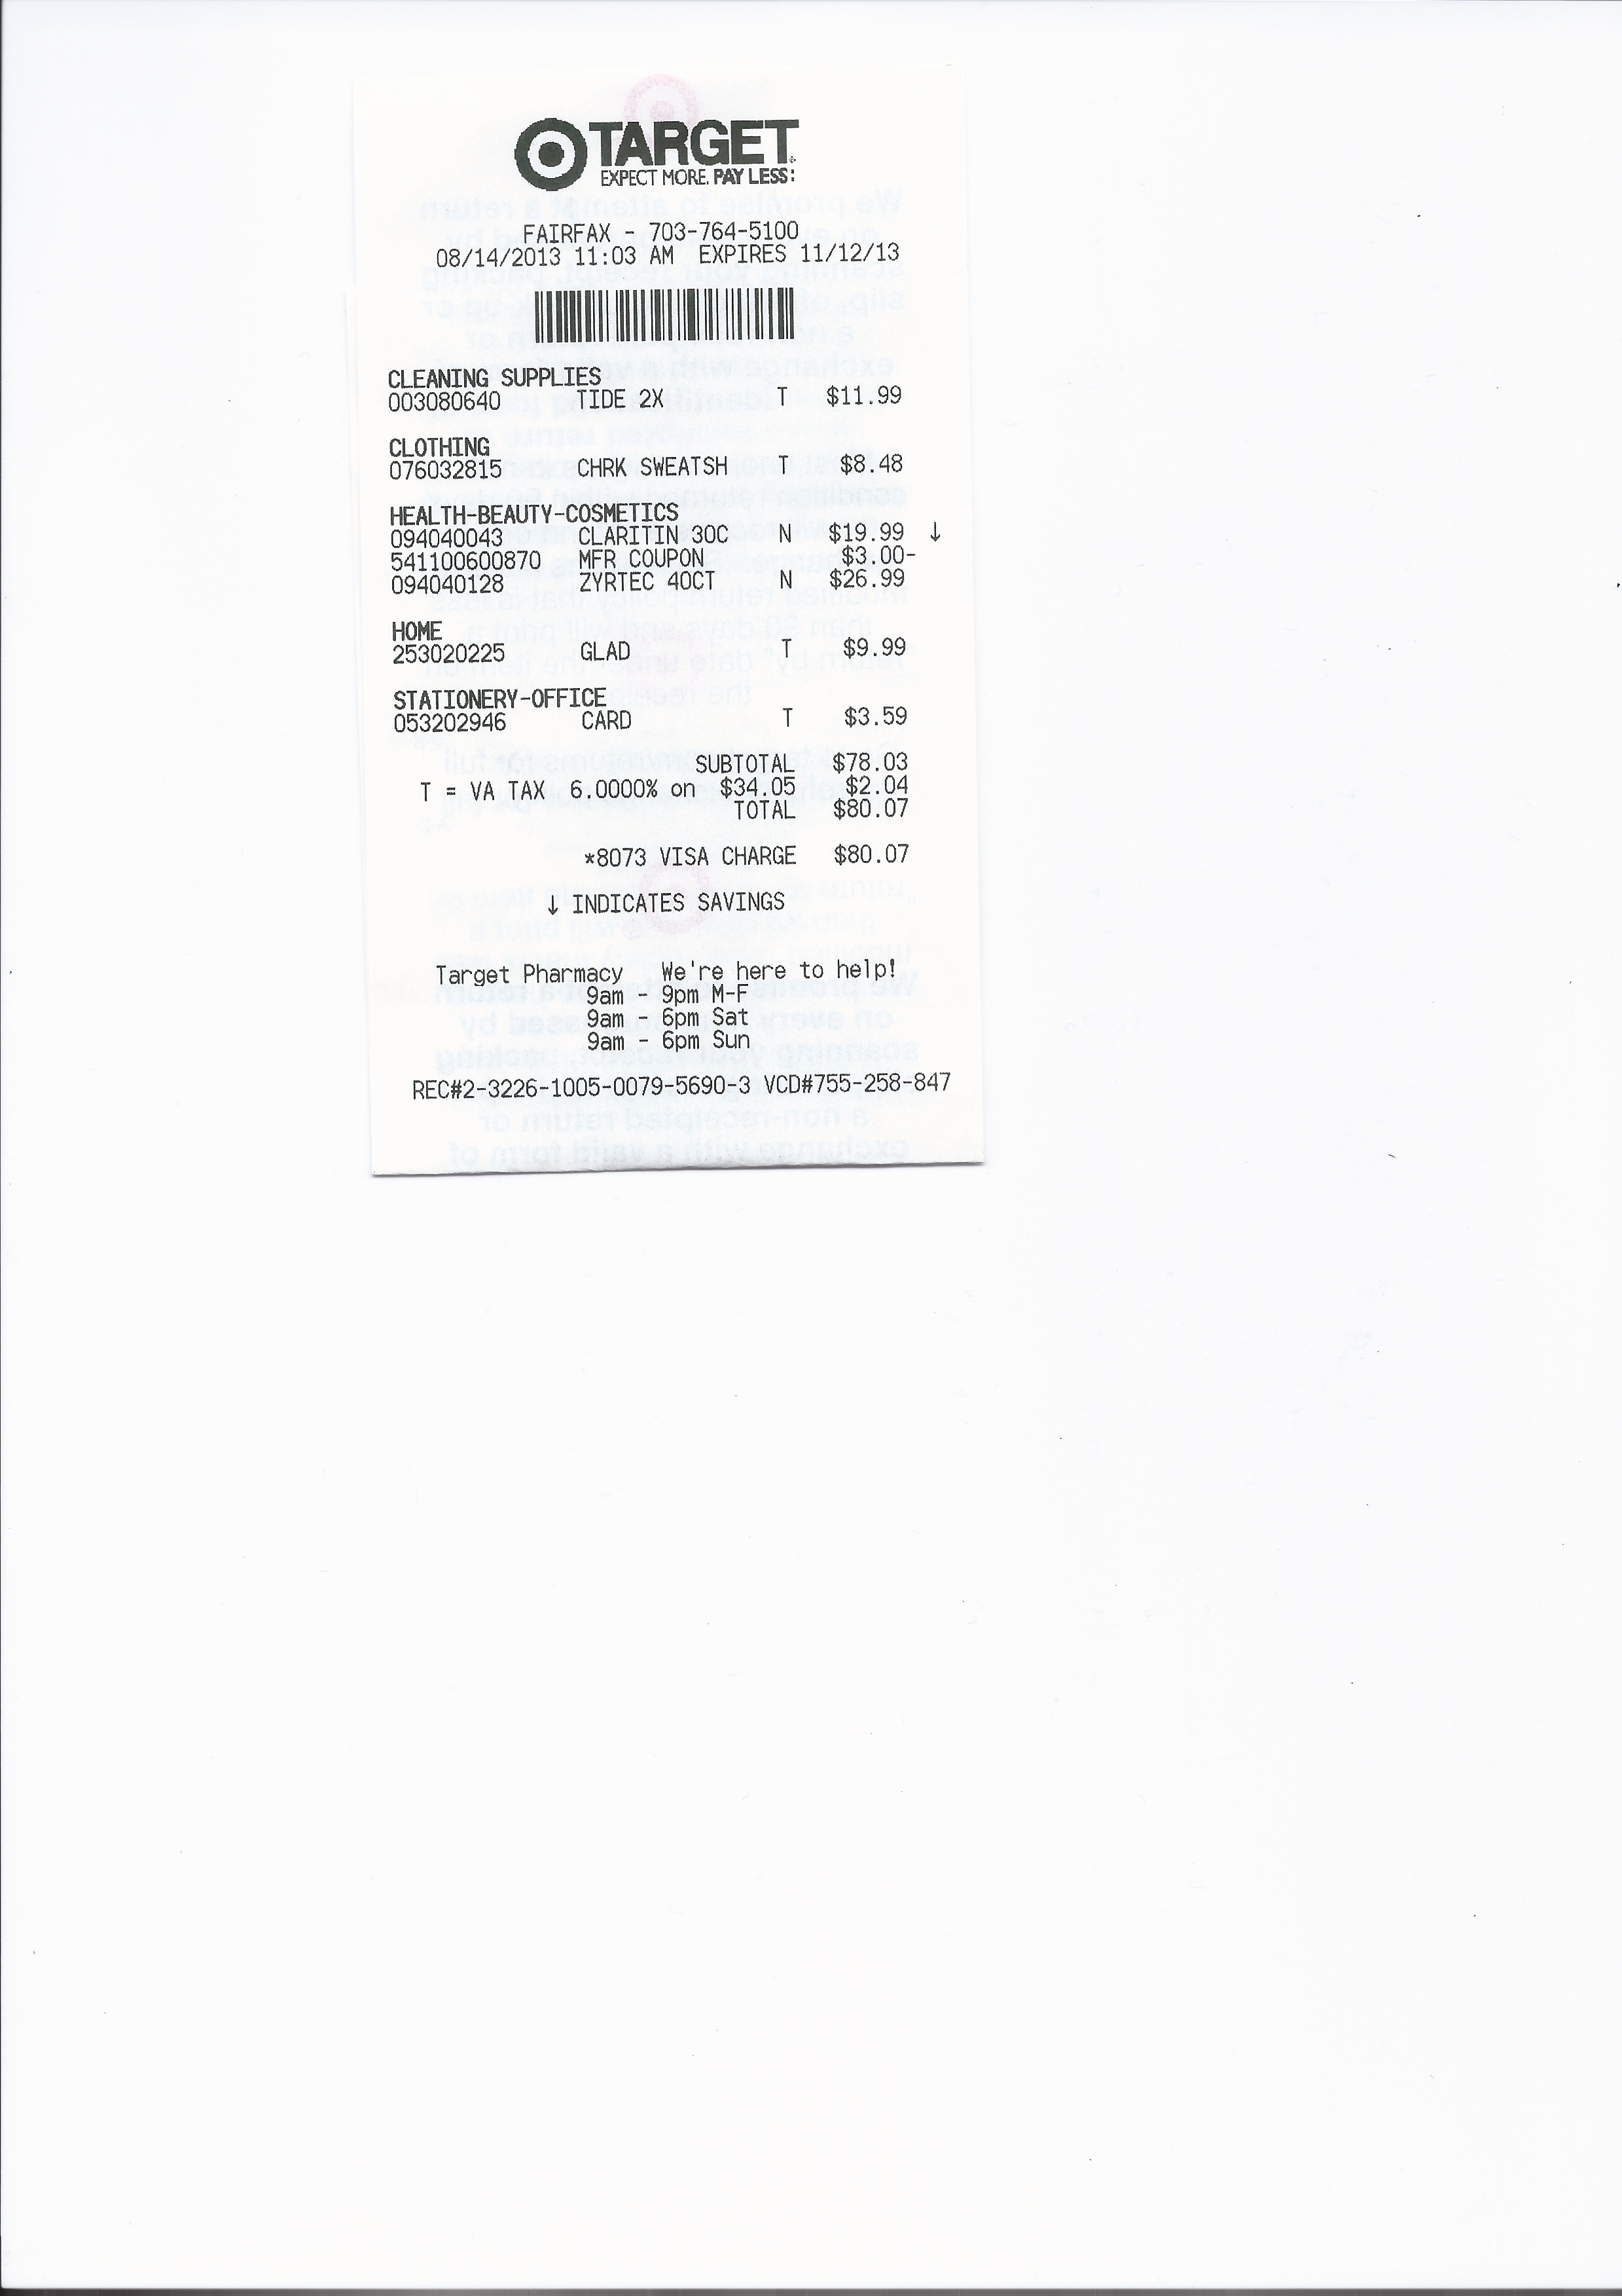 TARGET
EXPECT MORE. PAY LESS.
FAIRFAX - 703-764-5100
08/14/2013 11:03 AM EXPIRES 11/12/13
CLEANING SUPPLIES
003080640 TIDE 2X T $11.99
CLOTHING
076032815 CHRK SWEATSH T $8.48
HEALTH-BEAUTY-COSMETICS
094040043 CLARITIN 30C N $19.99 ↓
541100600870 MFR COUPON $3.00-
094040128 ZYRTEC 40CT N $26.99
HOME
253020225 GLAD T $9.99
STATIONERY-OFFICE
053202946 CARD T $3.59
SUBTOTAL $78.03
T = VA TAX 6.0000% on $34.05 $2.04
TOTAL $80.07
*8073 VISA CHARGE $80.07
↓ INDICATES SAVINGS
Target Pharmacy We're here to help!
9am - 9pm M-F
9am - 6pm Sat
9am - 6pm Sun
REC#2-3226-1005-0079-5690-3 VCD#755-258-847